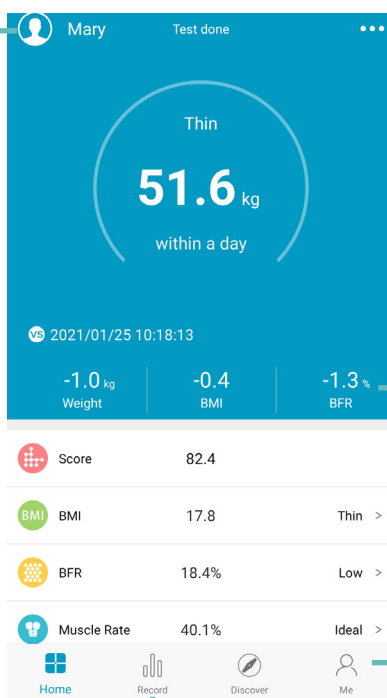 Mary Test done
Thin
51.6 kg
within a day
VS 2021/01/25 10:18:13
-1.0 kg -0.4 -1.3 %
Weight BMI BFR
Score 82.4
BMI BMI 17.8 Thin >
BFR 18.4% Low >
Muscle Rate 40.1% Ideal >
Home Record Discover Me